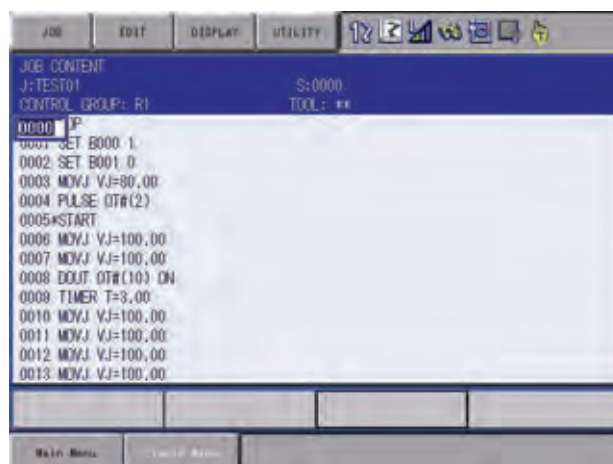 JOB EDIT DISPLAY UTILITY
JOB CONTENT
J:TEST01 S:0000
CONTROL GROUP: R1 TOOL: **
0000 OP
0001 SET B000 1
0002 SET B001 0
0003 MOVJ VJ=80.00
0004 PULSE OT#(2)
0005*START
0006 MOVJ VJ=100.00
0007 MOVJ VJ=100.00
0008 DOUT OT#(10) ON
0009 TIMER T=3.00
0010 MOVJ VJ=100.00
0011 MOVJ VJ=100.00
0012 MOVJ VJ=100.00
0013 MOVJ VJ=100.00
Main Menu